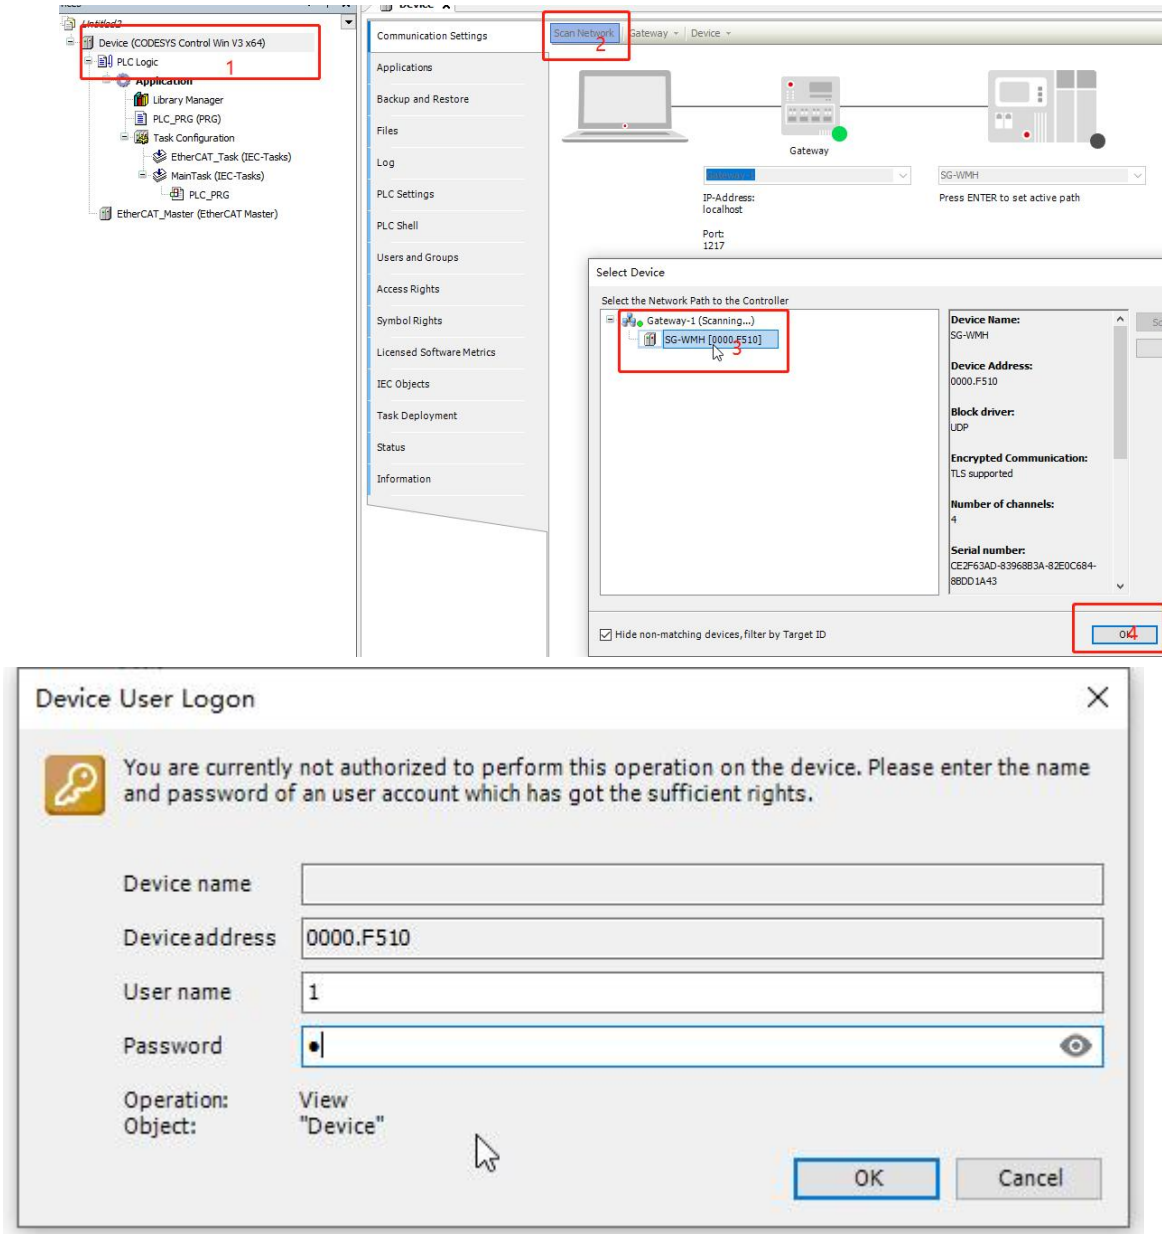 Untitled2
Device (CODESYS Control Win V3 x64)
PLC Logic
1
Application
Library Manager
PLC_PRG (PRG)
Task Configuration
EtherCAT_Task (IEC-Tasks)
MainTask (IEC-Tasks)
PLC_PRG
EtherCAT_Master (EtherCAT Master)
Device
Communication Settings
Applications
Backup and Restore
Files
Log
PLC Settings
PLC Shell
Users and Groups
Access Rights
Symbol Rights
Licensed Software Metrics
IEC Objects
Task Deployment
Status
Information
Scan Network
2
Gateway
Device
Gateway
Gateway-1
IP-Address:
localhost
Port:
1217
SG-WMH
Press ENTER to set active path
Select Device
Select the Network Path to the Controller
Gateway-1 (Scanning...)
SG-WMH [0000.F510]
3
Device Name:
SG-WMH
Device Address:
0000.F510
Block driver:
UDP
Encrypted Communication:
TLS supported
Number of channels:
4
Serial number:
CE2F63AD-83968B3A-82E0C684-
8BDD1A43
Hide non-matching devices, filter by Target ID
OK
4
Device User Logon
You are currently not authorized to perform this operation on the device. Please enter the name
and password of an user account which has got the sufficient rights.
Device name
Device address 0000.F510
User name 1
Password ●
Operation: View
Object: "Device"
OK Cancel